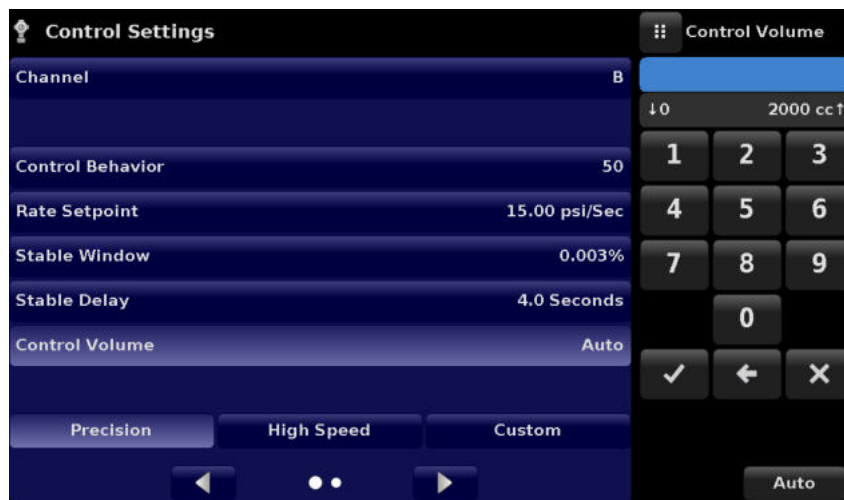 Control Settings
Channel B
Control Behavior 50
Rate Setpoint 15.00 psi/Sec
Stable Window 0.003%
Stable Delay 4.0 Seconds
Control Volume Auto
Precision High Speed Custom
Control Volume
↓0 2000 cc↑
1 2 3
4 5 6
7 8 9
0
Auto